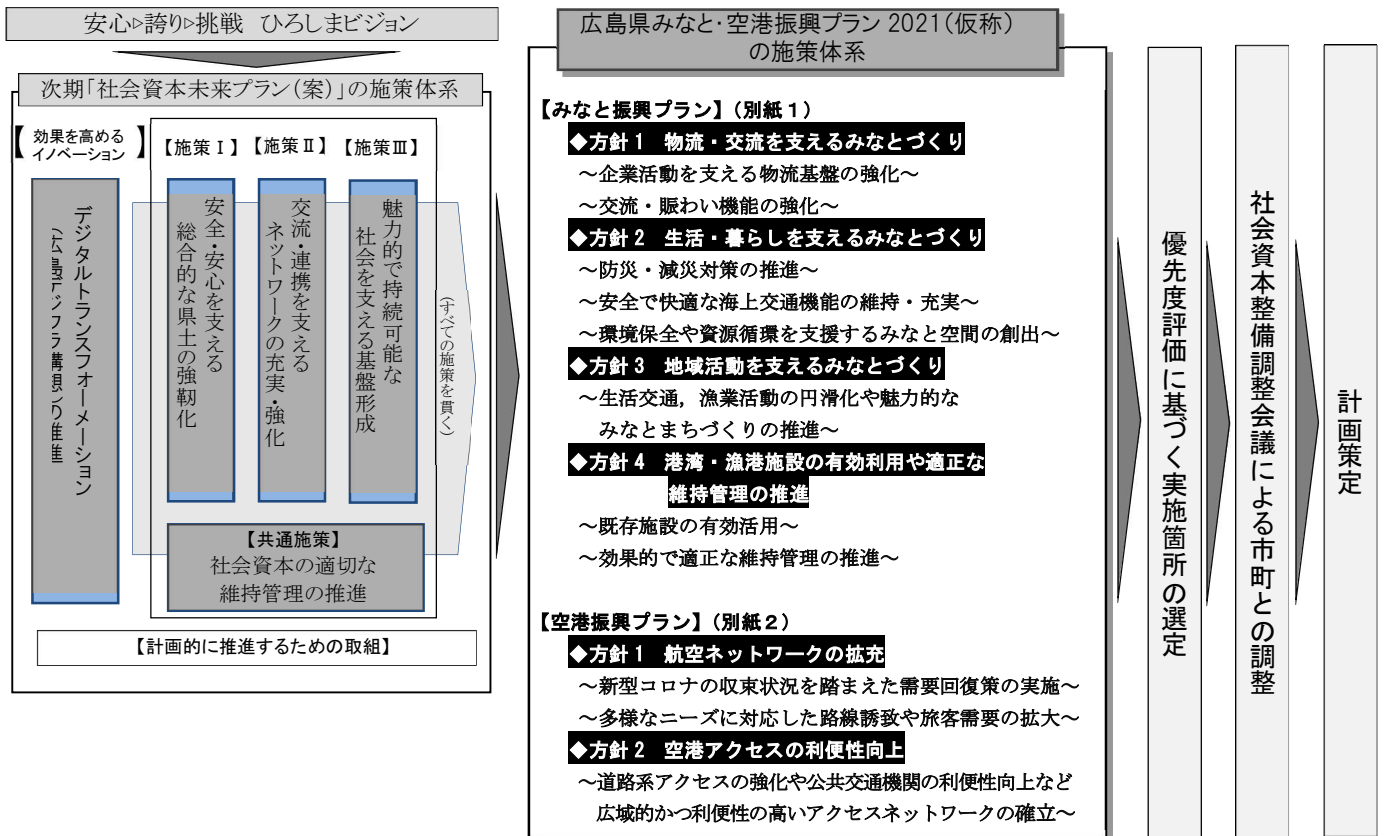 安心▷誇り▷挑戦 ひろしまビジョン
次期「社会資本未来プラン(案)」の施策体系
【効果を高める
イノベーション】
【施策Ⅰ】
【施策Ⅱ】
【施策Ⅲ】
デジタルトランスフォーメーション
安全・安心を支える
総合的な県土の強靭化
交流・連携を支える
ネットワークの充実・強化
魅力的で持続可能な
社会を支える基盤形成
(すべての施策を貫く)
【共通施策】
社会資本の適切な
維持管理の推進
【計画的に推進するための取組】
広島県みなと・空港振興プラン2021(仮称)
の施策体系
【みなと振興プラン】(別紙1)
◆方針1 物流・交流を支えるみなとづくり
~企業活動を支える物流基盤の強化~
~交流・賑わい機能の強化~
◆方針2 生活・暮らしを支えるみなとづくり
~防災・減災対策の推進~
~安全で快適な海上交通機能の維持・充実~
~環境保全や資源循環を支援するみなと空間の創出~
◆方針3 地域活動を支えるみなとづくり
~生活交通,漁業活動の円滑化や魅力的な
みなとまちづくりの推進~
◆方針4 港湾・漁港施設の有効利用や適正な
維持管理の推進
~既存施設の有効活用~
~効果的で適正な維持管理の推進~
【空港振興プラン】(別紙2)
◆方針1 航空ネットワークの拡充
~新型コロナの収束状況を踏まえた需要回復策の実施~
~多様なニーズに対応した路線誘致や旅客需要の拡大~
◆方針2 空港アクセスの利便性向上
~道路系アクセスの強化や公共交通機関の利便性向上など
広域的かつ利便性の高いアクセスネットワークの確立~
優先度評価に基づく実施箇所の選定
社会資本整備調整会議による市町との調整
計画策定